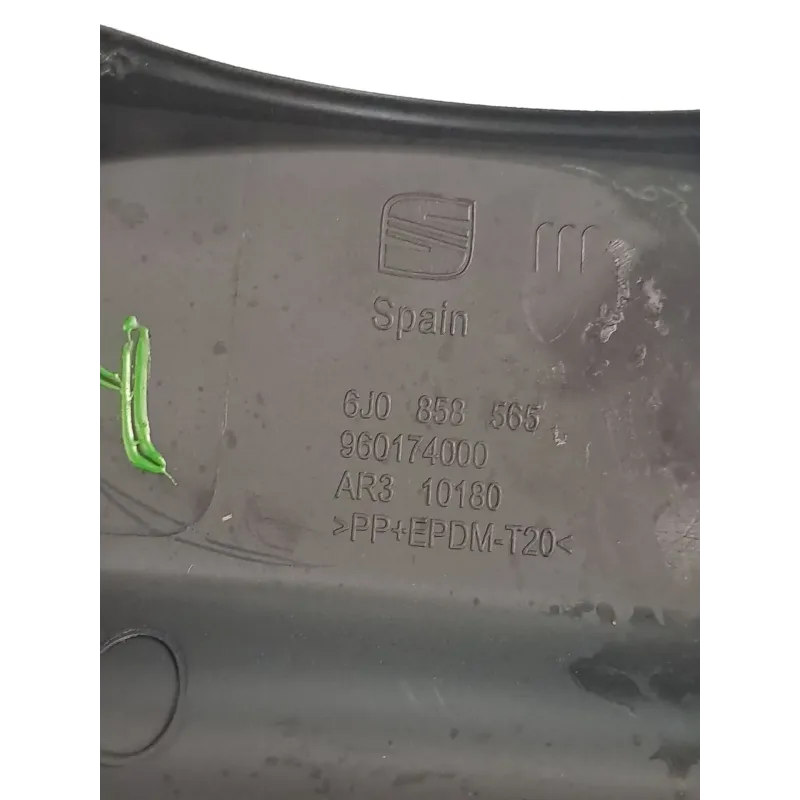 Spain
6J0 858 565
960174000
AR3 10180
>PP+EPDM-T20<